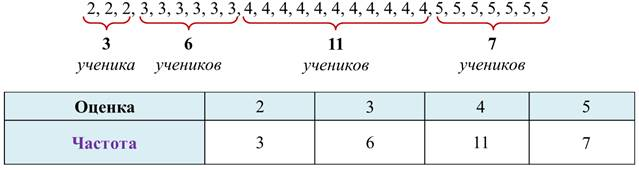 2, 2, 2, 3, 3, 3, 3, 3, 3, 4, 4, 4, 4, 4, 4, 4, 4, 4, 4, 4, 5, 5, 5, 5, 5, 5, 5
3 6 11 7
ученика учеников учеников учеников
Оценка 2 3 4 5
Частота 3 6 11 7